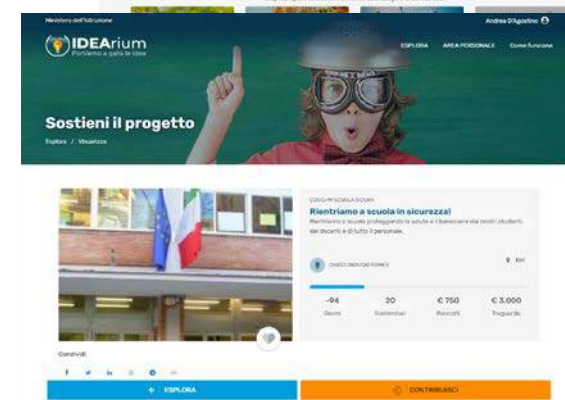 Ministero dell'Istruzione
Andrea D'Agostino
IDEArium
Portiamo a galla le idee
ESPLORA AREA PERSONALE Come funziona
Sostieni il progetto
Esplora / Visualizza
Rientriamo a scuola in sicurezza!
Rientriamo a scuola proteggendo la salute e il benessere dei nostri studenti,
dei docenti e di tutto il personale.
-94 20 € 750 € 3.000
Giorni Sostenitori Raccolti Traguardo
Condividi
+ ESPLORA
CONTRIBUISCI